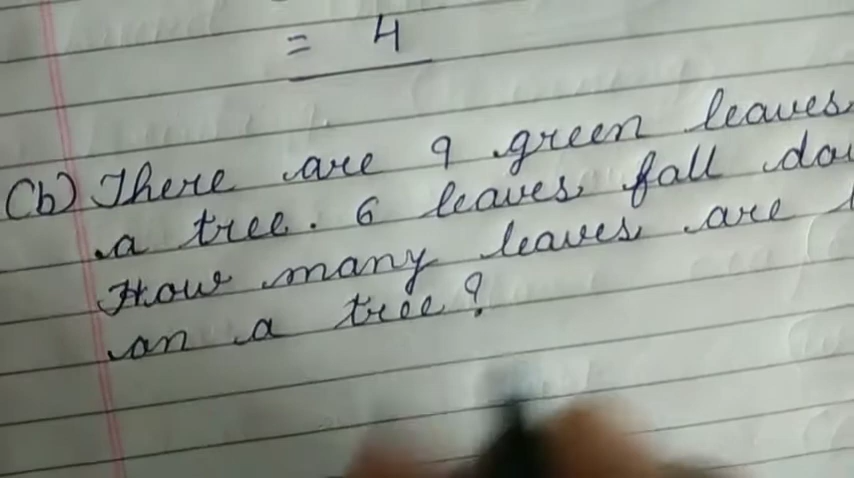 = 4
(b) There are 9 green leaves
a tree. 6 leaves fall
How many leaves are
on a tree?